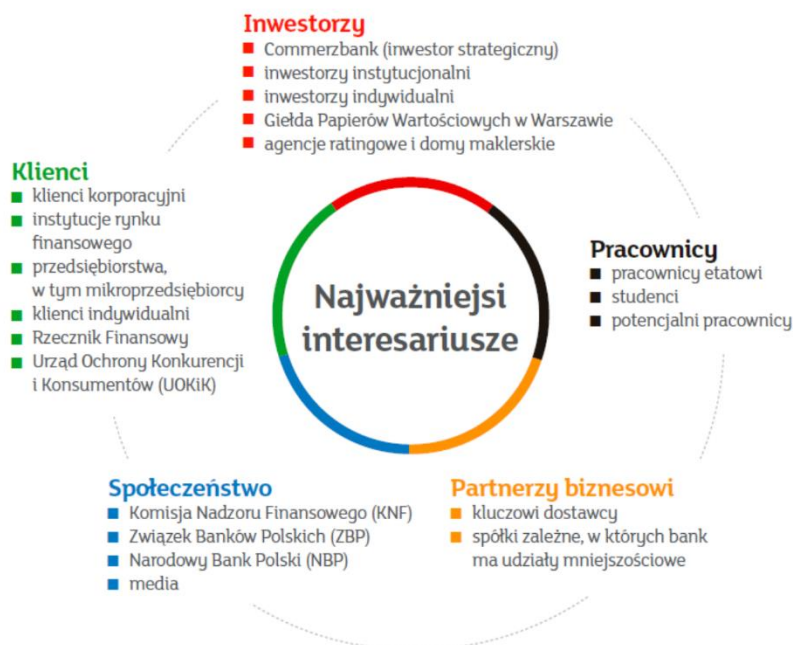 Inwestorzy
Commerzbank (inwestor strategiczny)
inwestorzy instytucjonalni
inwestorzy indywidualni
Giełda Papierów Wartościowych w Warszawie
agencje ratingowe i domy maklerskie
Klienci
klienci korporacyjni
instytucje rynku
finansowego
przedsiębiorstwa,
w tym mikroprzedsiębiorcy
klienci indywidualni
Rzecznik Finansowy
Urząd Ochrony Konkurencji
i Konsumentów (UOKiK)
Najważniejsi
interesariusze
Pracownicy
pracownicy etatowi
studenci
potencjalni pracownicy
Społeczeństwo
Komisja Nadzoru Finansowego (KNF)
Związek Banków Polskich (ZBP)
Narodowy Bank Polski (NBP)
media
Partnerzy biznesowi
kluczowi dostawcy
spółki zależne, w których bank
ma udziały mniejszościowe